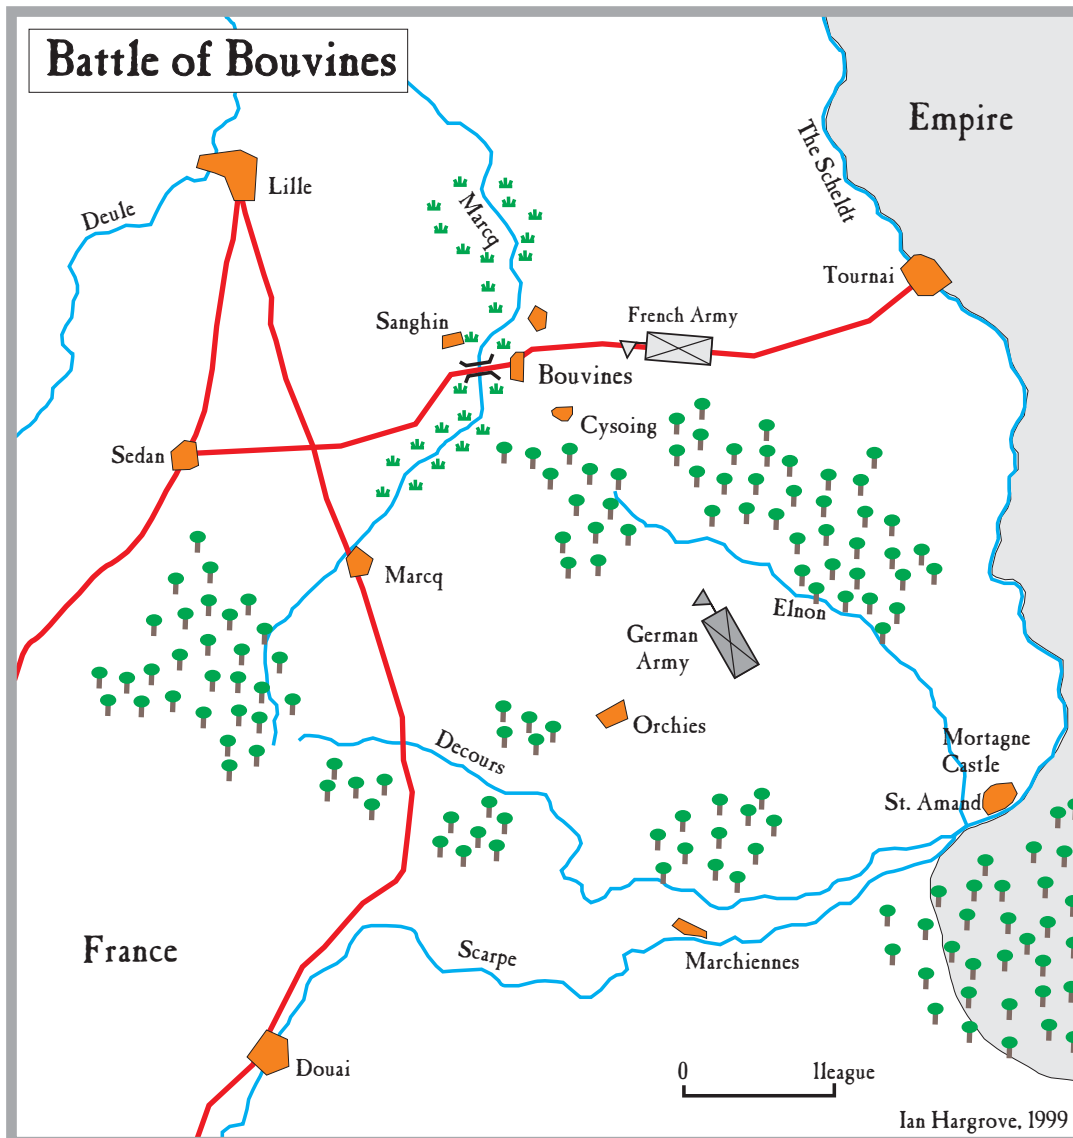 Battle of Bouvines
Empire
The Scheldt
Lille
Deule
Marcq
Tournai
Sanghin
French Army
Bouvines
Cysoing
Sedan
Marcq
Elnon
German
Army
Orchies
Decours
Mortagne
Castle
St. Amand
France
Scarpe
Marchiennes
Douai
0 1league
Ian Hargrove, 1999